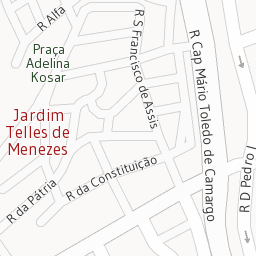 R Alfa
Praça
Adelina
Kosar
R S Francisco de Assis
R Cap Mário Toledo de Camargo
Jardim
Telles de
Menezes
R da Constituição
R da Pátria
R D Pedro I